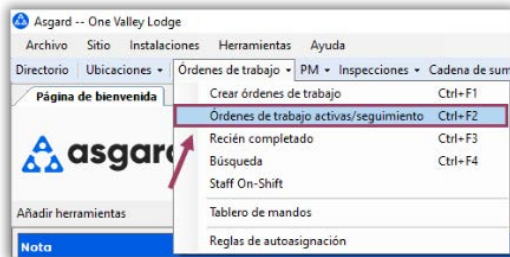 Asgard -- One Valley Lodge
Archivo Sitio Instalaciones Herramientas Ayuda
Directorio Ubicaciones Órdenes de trabajo PM Inspecciones Cadena de sum
Página de bienvenida
Crear órdenes de trabajo Ctrl+F1
Órdenes de trabajo activas/seguimiento Ctrl+F2
Recién completado Ctrl+F3
Búsqueda Ctrl+F4
Staff On-Shift
Tablero de mandos
Reglas de autoasignación
asgard
Añadir herramientas
Nota